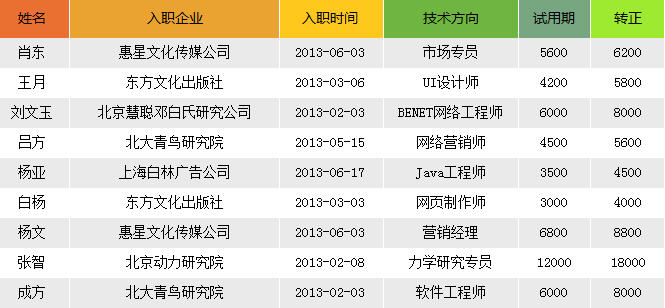 姓名 入职企业 入职时间 技术方向 试用期 转正
肖东 惠星文化传媒公司 2013-06-03 市场专员 5600 6200
王月 东方文化出版社 2013-03-06 UI设计师 4200 5800
刘文玉 北京慧聪邓白氏研究公司 2013-02-03 BENET网络工程师 6000 8000
吕方 北大青鸟研究院 2013-05-15 网络营销师 4500 5600
杨亚 上海白林广告公司 2013-06-17 Java工程师 3500 4500
白杨 东方文化出版社 2013-03-03 网页制作师 3000 4000
杨文 惠星文化传媒公司 2013-06-03 营销经理 6800 8800
张智 北京动力研究院 2013-02-08 力学研究专员 12000 18000
成方 北大青鸟研究院 2013-02-03 软件工程师 6000 8000